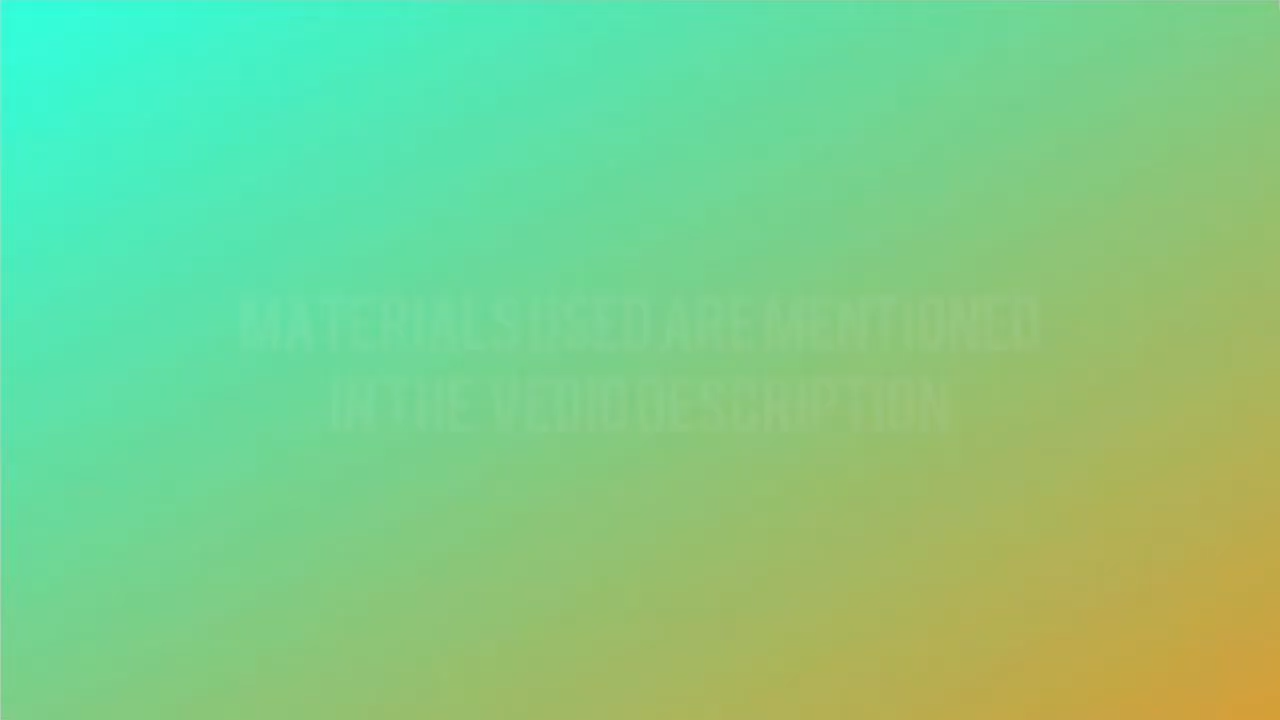 MATERIALS USED ARE MENTIONED
IN THE VEDIO DESCRIPTION